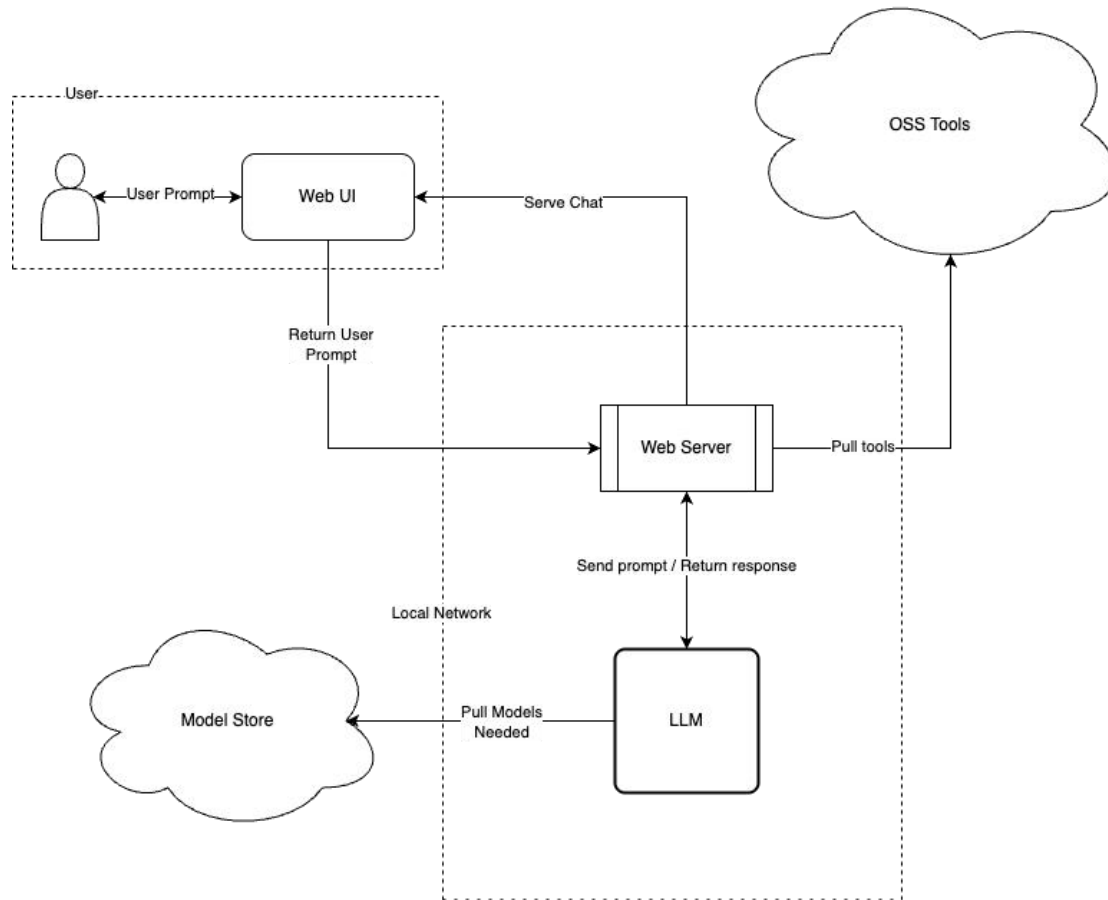 User
OSS Tools
User Prompt
Web UI
Serve Chat
Return User
Prompt
Web Server
Pull tools
Send prompt / Return response
Local Network
Model Store
Pull Models
Needed
LLM